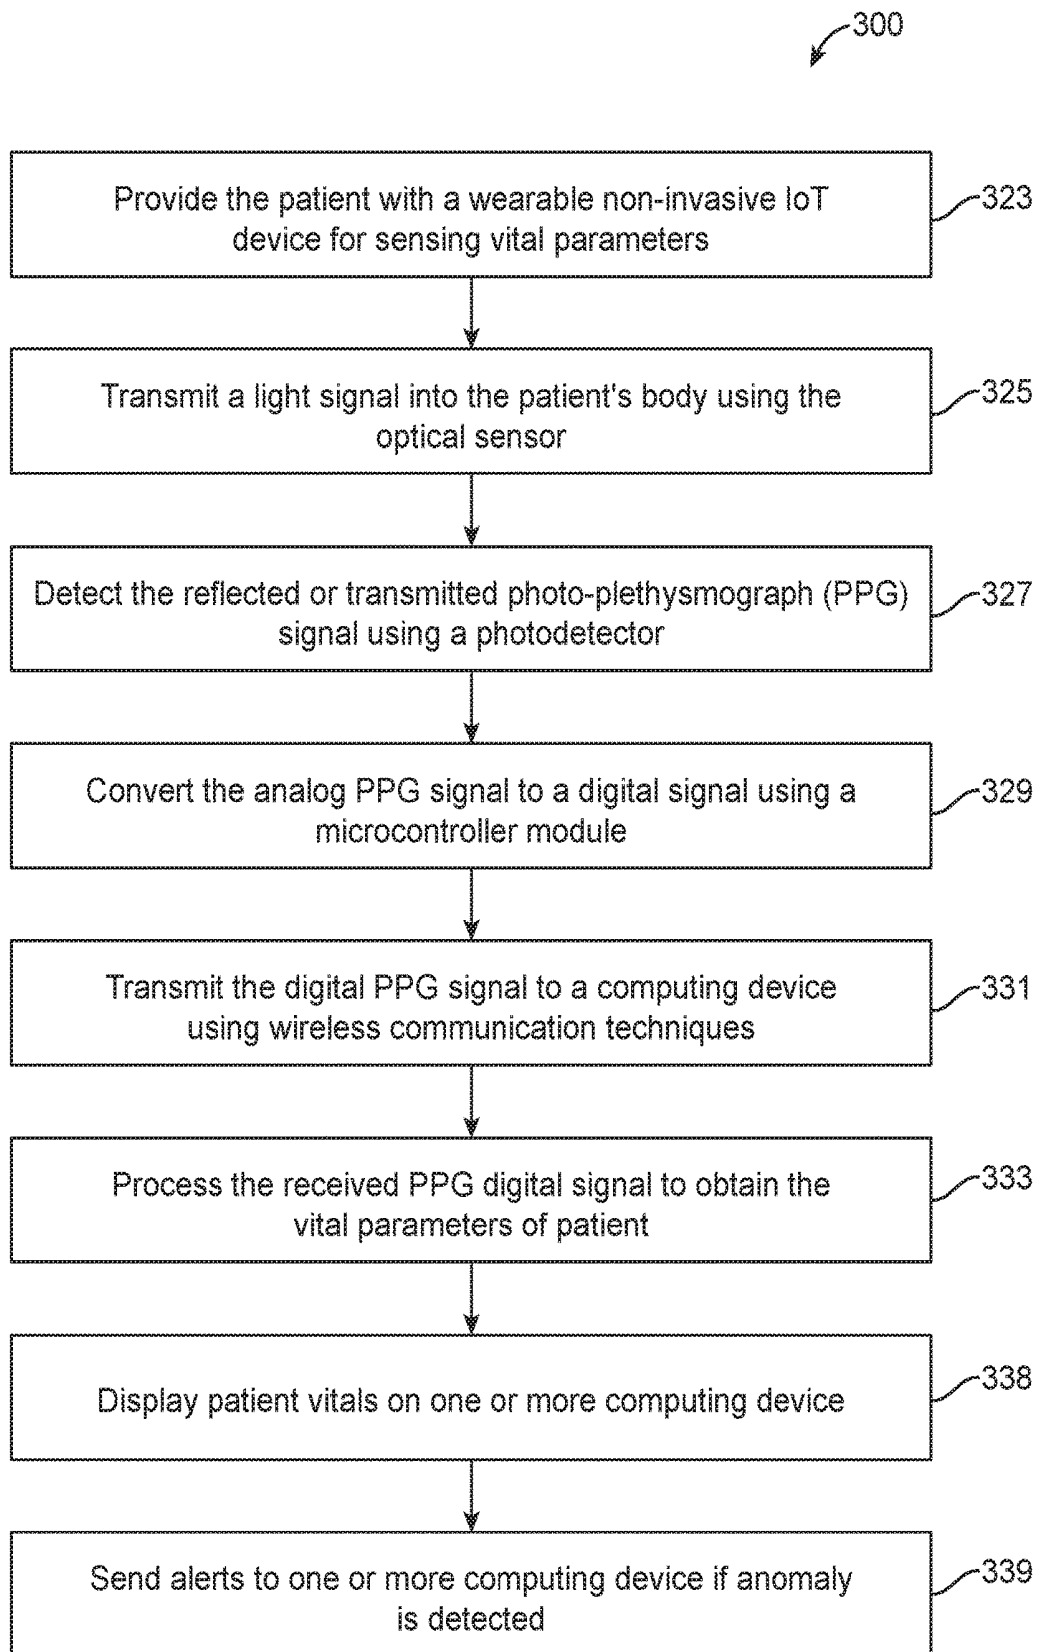 300
Provide the patient with a wearable non-invasive IoT
device for sensing vital parameters
323
Transmit a light signal into the patient's body using the
optical sensor
325
Detect the reflected or transmitted photo-plethysmograph (PPG)
signal using a photodetector
327
Convert the analog PPG signal to a digital signal using a
microcontroller module
329
Transmit the digital PPG signal to a computing device
using wireless communication techniques
331
Process the received PPG digital signal to obtain the
vital parameters of patient
333
Display patient vitals on one or more computing device
338
Send alerts to one or more computing device if anomaly
is detected
339